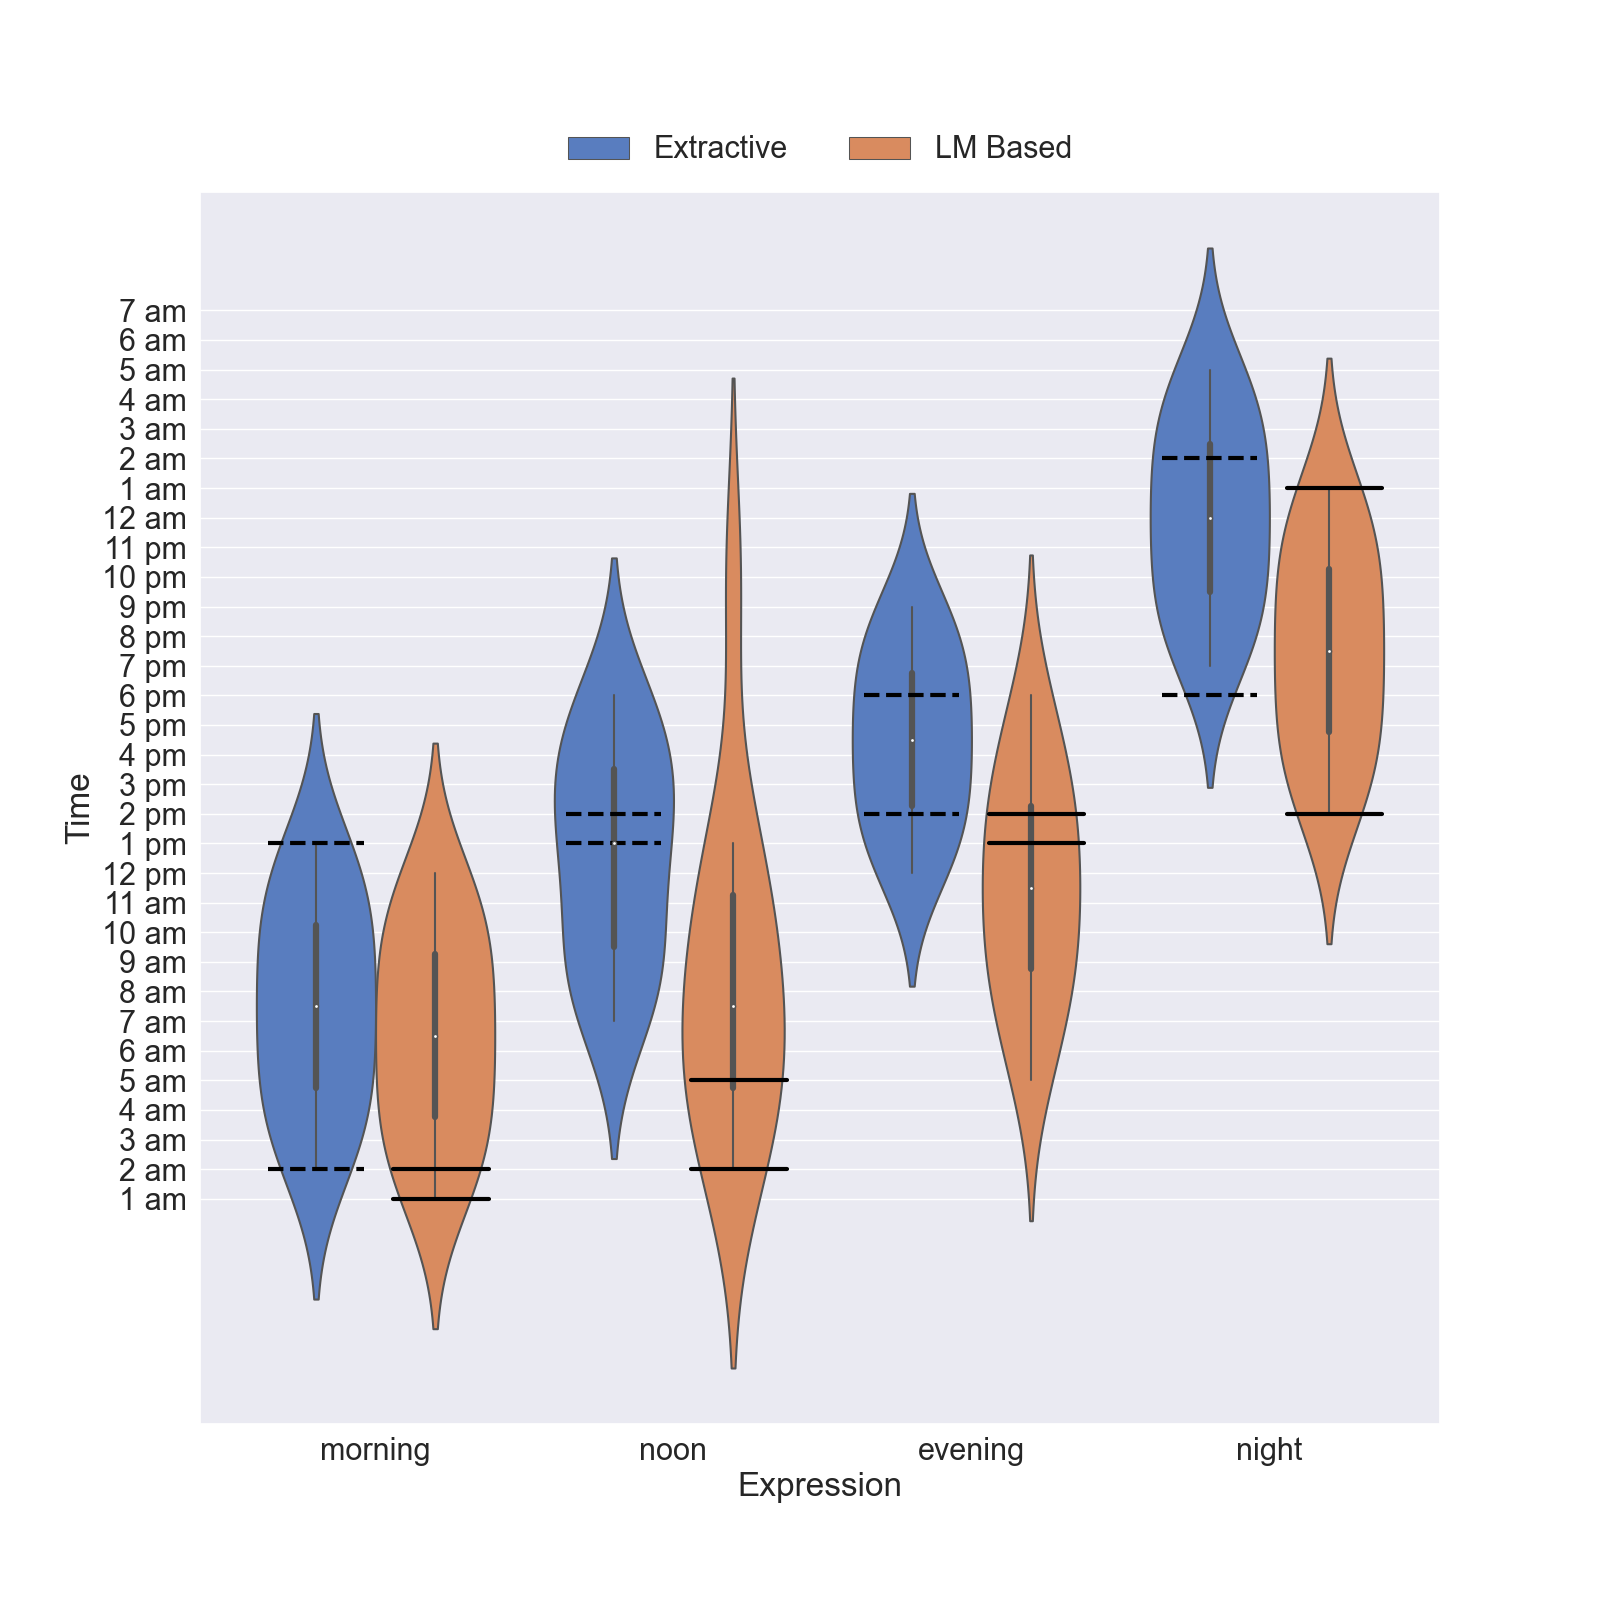 Extractive
LM Based
7 am
6 am
5 am
4 am
3 am
2 am
1 am
12 am
11 pm
10 pm
9 pm
8 pm
7 pm
6 pm
5 pm
4 pm
3 pm
2 pm
1 pm
12 pm
11 am
10 am
9 am
8 am
7 am
6 am
5 am
4 am
3 am
2 am
1 am
Time
morning
noon
evening
night
Expression